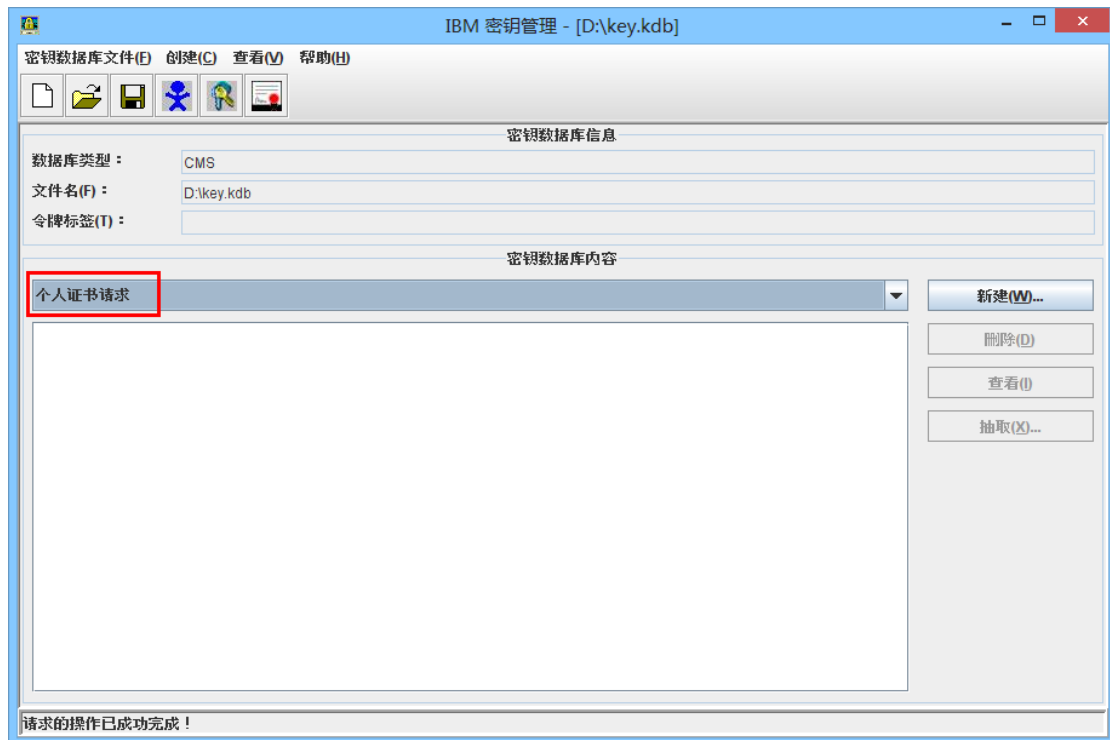 IBM 密钥管理 - [D:\key.kdb]
密钥数据库文件(F) 创建(C) 查看(V) 帮助(H)
密钥数据库信息
数据库类型： CMS
文件名(F)： D:\key.kdb
令牌标签(T)：
密钥数据库内容
个人证书请求 新建(W)...
删除(D)
查看(I)
抽取(X)...
请求的操作已成功完成！